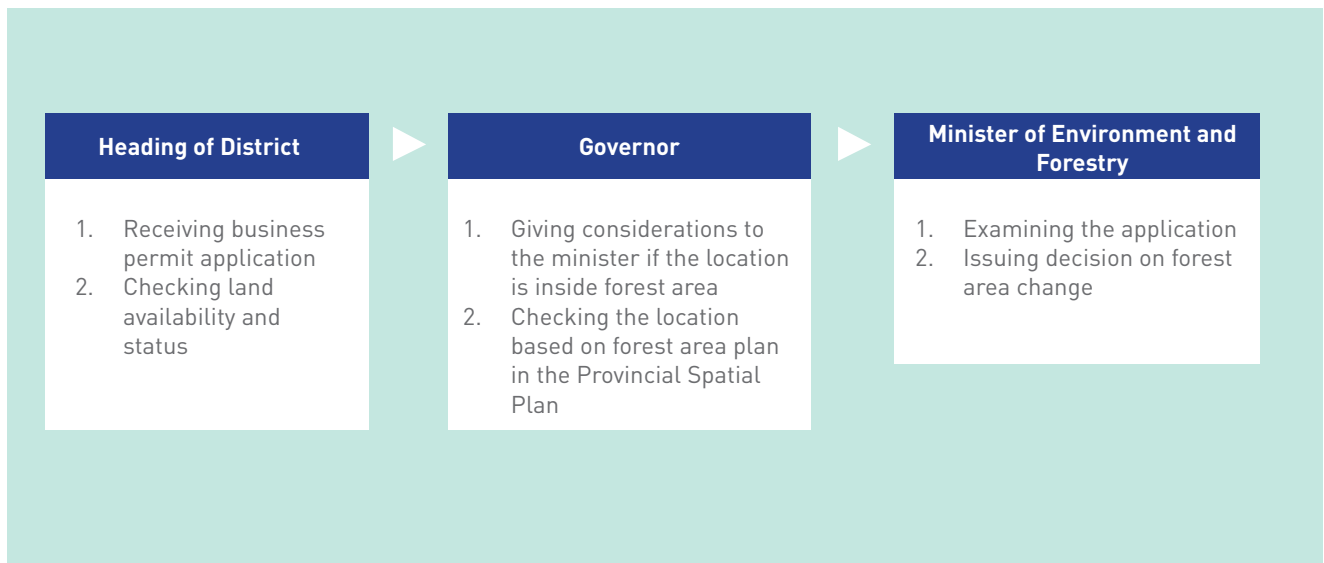 Heading of District
1. Receiving business
permit application
2. Checking land
availability and
status
Governor
1. Giving considerations to
the minister if the location
is inside forest area
2. Checking the location
based on forest area plan
in the Provincial Spatial
Plan
Minister of Environment and
Forestry
1. Examining the application
2. Issuing decision on forest
area change